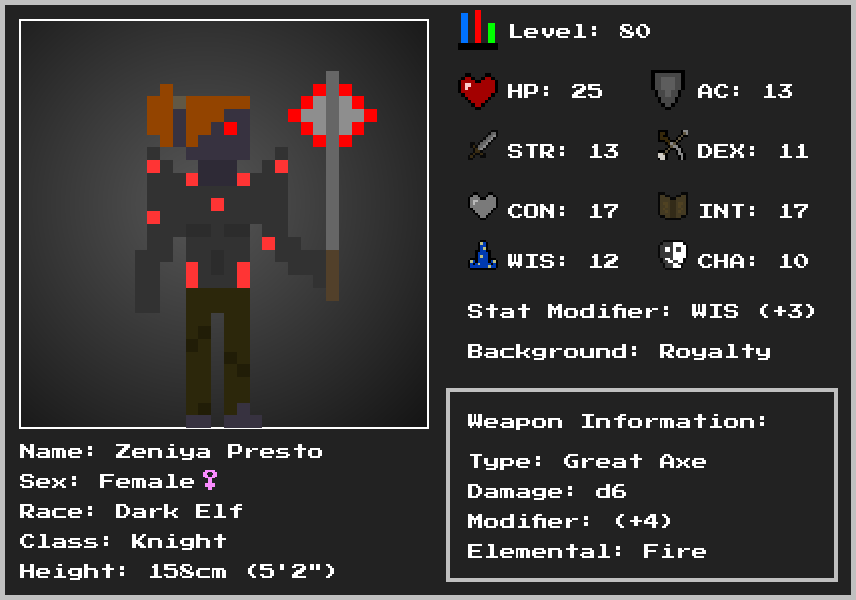 Level: 80
HP: 25 AC: 13
STR: 13 DEX: 11
CON: 17 INT: 17
WIS: 12 CHA: 10
Stat Modifier: WIS (+3)
Background: Royalty
Weapon Information:
Type: Great Axe
Damage: d6
Modifier: (+4)
Elemental: Fire
Name: Zeniya Presto
Sex: Female♀
Race: Dark Elf
Class: Knight
Height: 158cm (5'2")